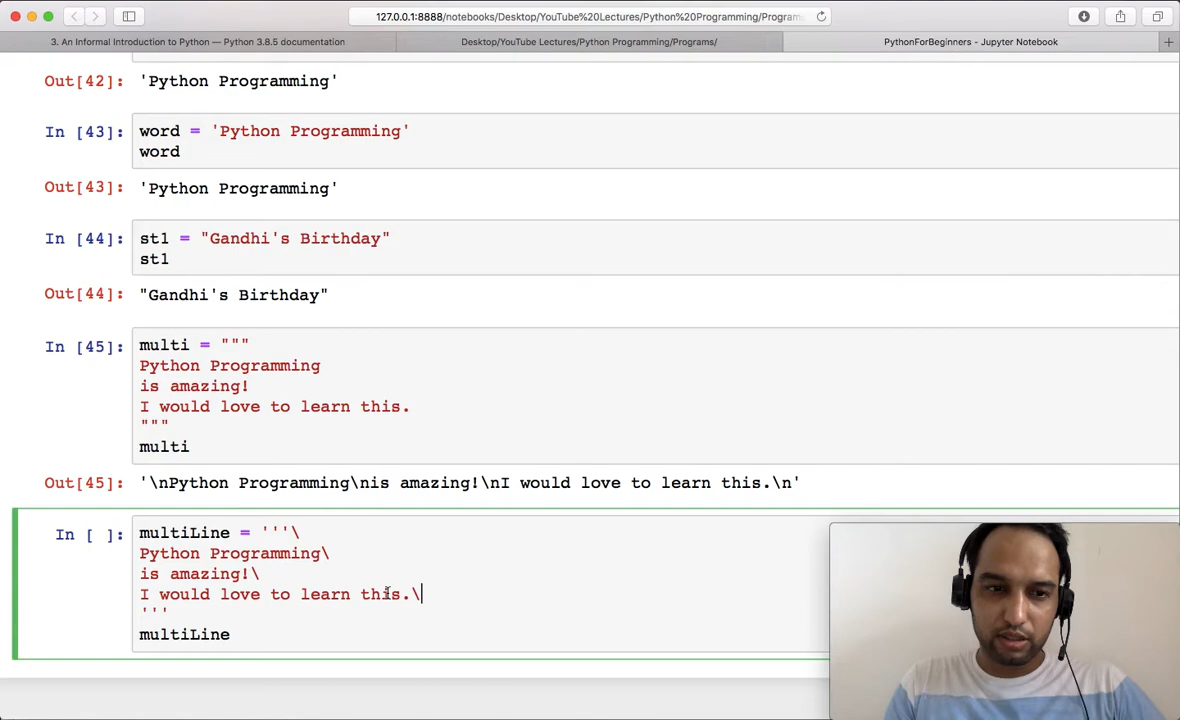 127.0.0.1:8888/notebooks/Desktop/YouTube%20Lectures/Python%20Programming/Program
3. An Informal Introduction to Python — Python 3.8.5 documentation
Desktop/YouTube Lectures/Python Programming/Programs/
PythonForBeginners - Jupyter Notebook
Out[42]: 'Python Programming'
In [43]: word = 'Python Programming'
word
Out[43]: 'Python Programming'
In [44]: st1 = "Gandhi's Birthday"
st1
Out[44]: "Gandhi's Birthday"
In [45]: multi = """
Python Programming
is amazing!
I would love to learn this.
"""
multi
Out[45]: '\nPython Programming\nis amazing!\nI would love to learn this.\n'
In [ ]: multiLine = '''\
Python Programming\
is amazing!\
I would love to learn this.\
'''
multiLine